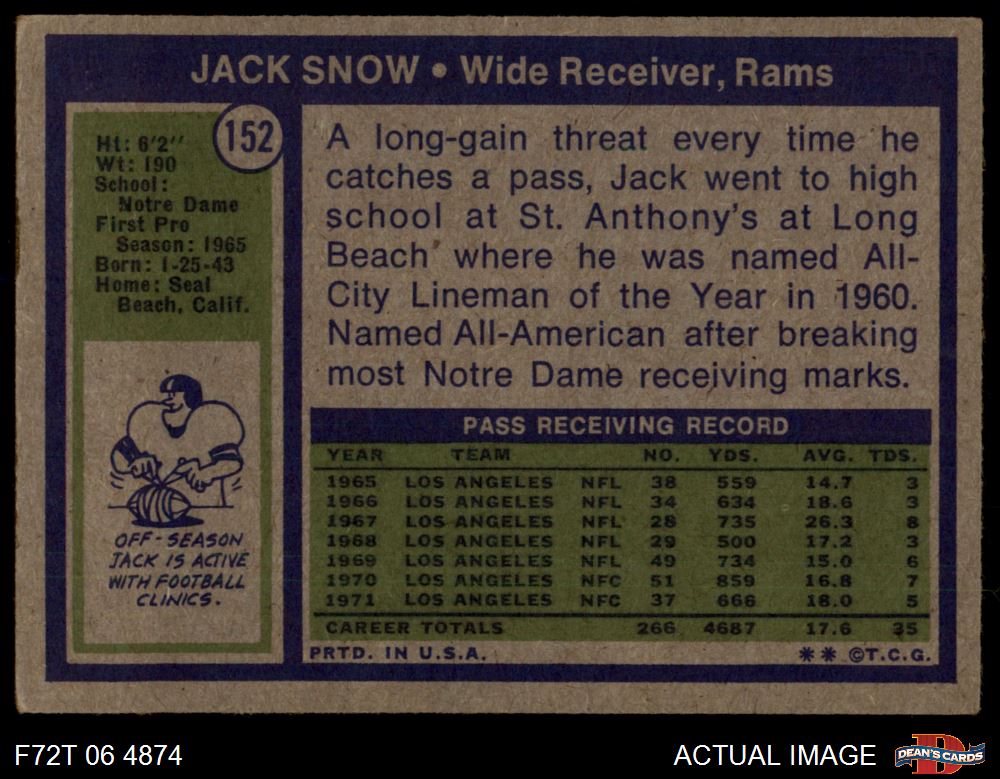 JACK SNOW • Wide Receiver, Rams
152
Ht: 6'2"
Wt: 190
School:
Notre Dame
First Pro
Season: 1965
Born: 1-25-43
Home: Seal
Beach, Calif.
OFF-SEASON
JACK IS ACTIVE
WITH FOOTBALL
CLINICS.
A long-gain threat every time he
catches a pass, Jack went to high
school at St. Anthony's at Long
Beach where he was named All-
City Lineman of the Year in 1960.
Named All-American after breaking
most Notre Dame receiving marks.
PASS RECEIVING RECORD
YEAR TEAM NO. YDS. AVG. TDS.
1965 LOS ANGELES NFL 38 559 14.7 3
1966 LOS ANGELES NFL 34 634 18.6 3
1967 LOS ANGELES NFL 28 735 26.3 8
1968 LOS ANGELES NFL 29 500 17.2 3
1969 LOS ANGELES NFL 49 734 15.0 6
1970 LOS ANGELES NFC 51 859 16.8 7
1971 LOS ANGELES NFC 37 666 18.0 5
CAREER TOTALS 266 4687 17.6 35
PRTD. IN U.S.A. ** ©T.C.G.
F72T 06 4874
ACTUAL IMAGE
DEAN'S CARDS